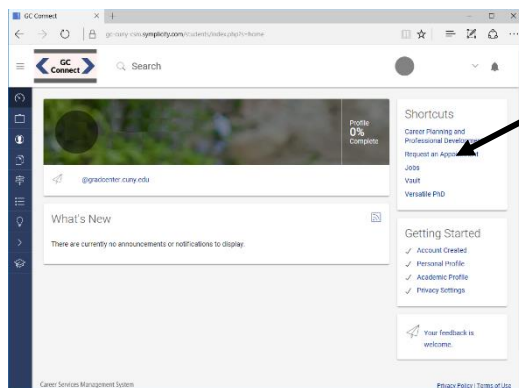 GC Connect
gc-cuny-csm.symplicity.com/students/index.php?s=home
GC
Connect
Search
Profile
0%
Complete
@gradcenter.cuny.edu
What's New
There are currently no announcements or notifications to display.
Shortcuts
Career Planning and
Professional
Request an
Jobs
Vault
Versatile PhD
Getting Started
Account Created
Personal Profile
Academic Profile
Privacy Settings
Your feedback is
welcome.
Career Services Management System
Privacy Policy | Terms of Use